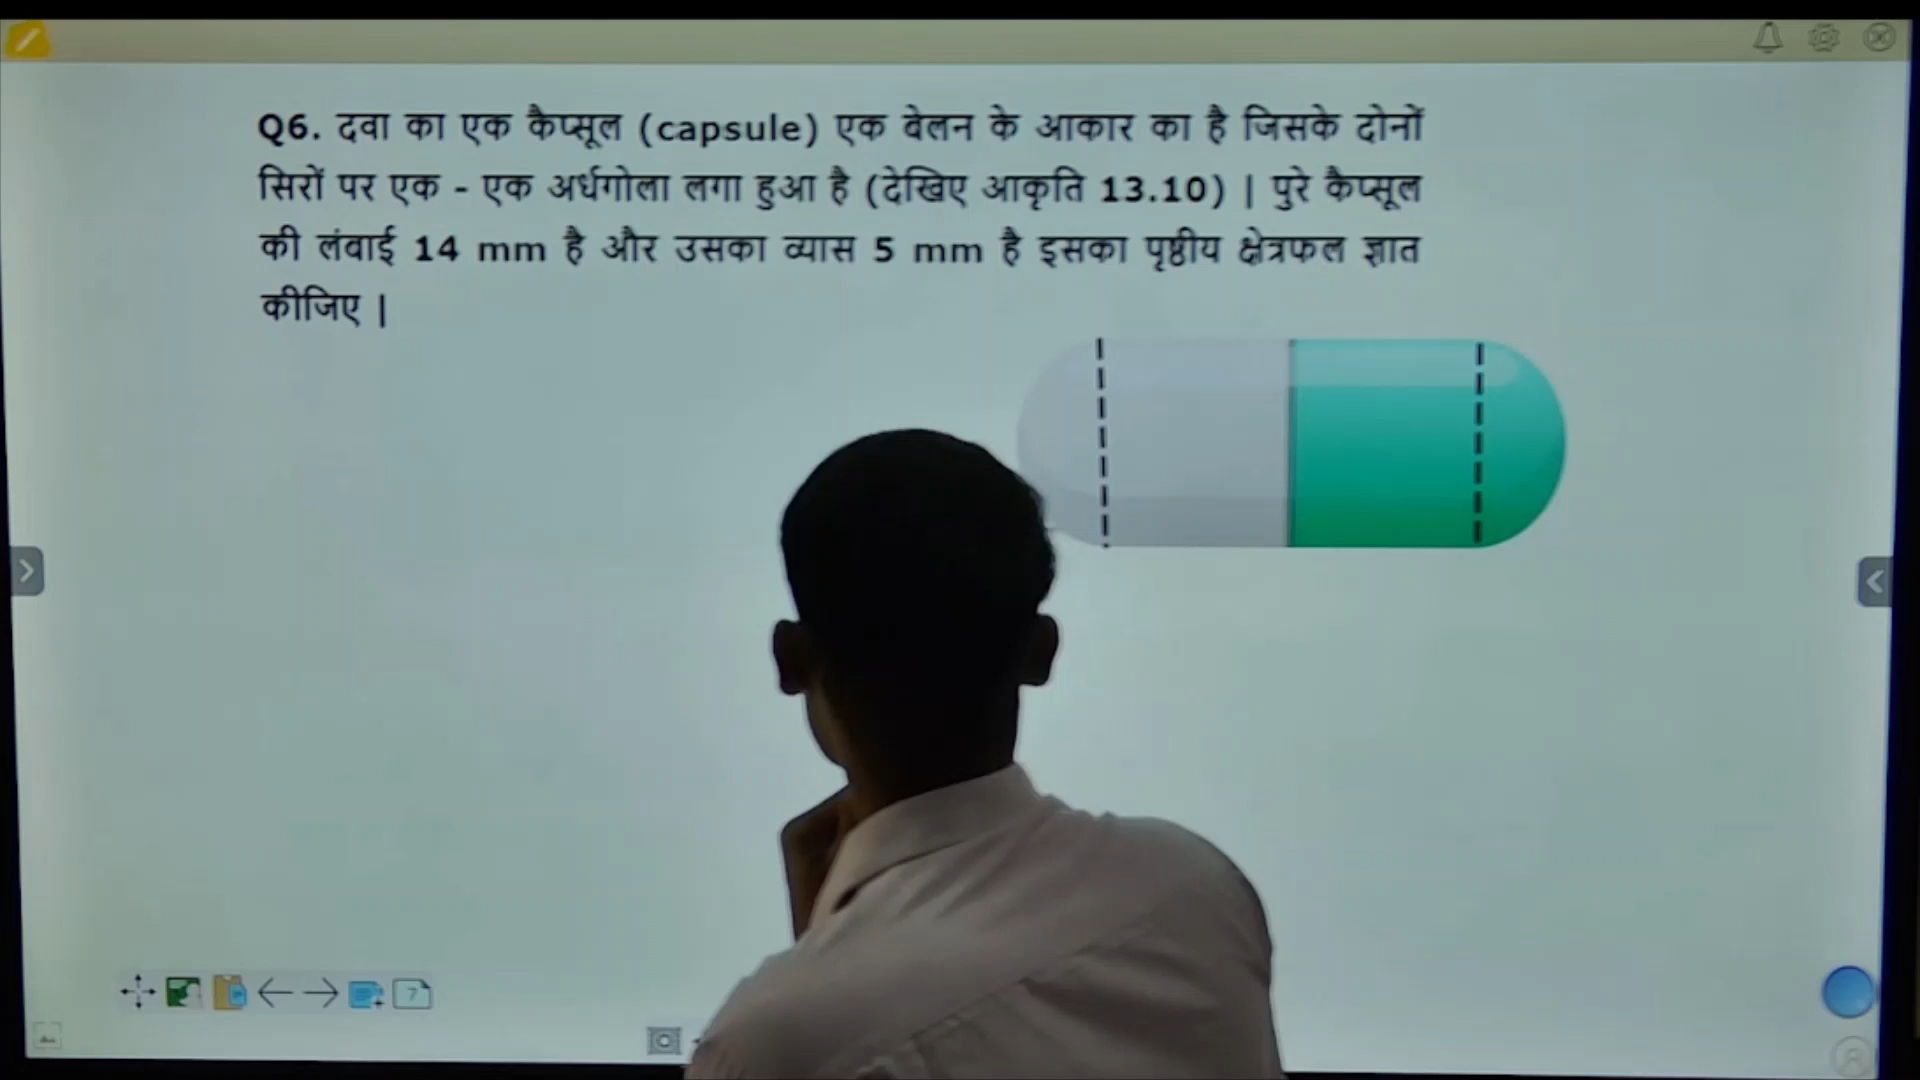 Q6. दवा का एक कैप्सूल (capsule) एक बेलन के आकार का है जिसके दोनों
सिरों पर एक - एक अर्धगोला लगा हुआ है (देखिए आकृति 13.10) | पुरे कैप्सूल
की लंबाई 14 mm है और उसका व्यास 5 mm है इसका पृष्ठीय क्षेत्रफल ज्ञात
कीजिए |
7